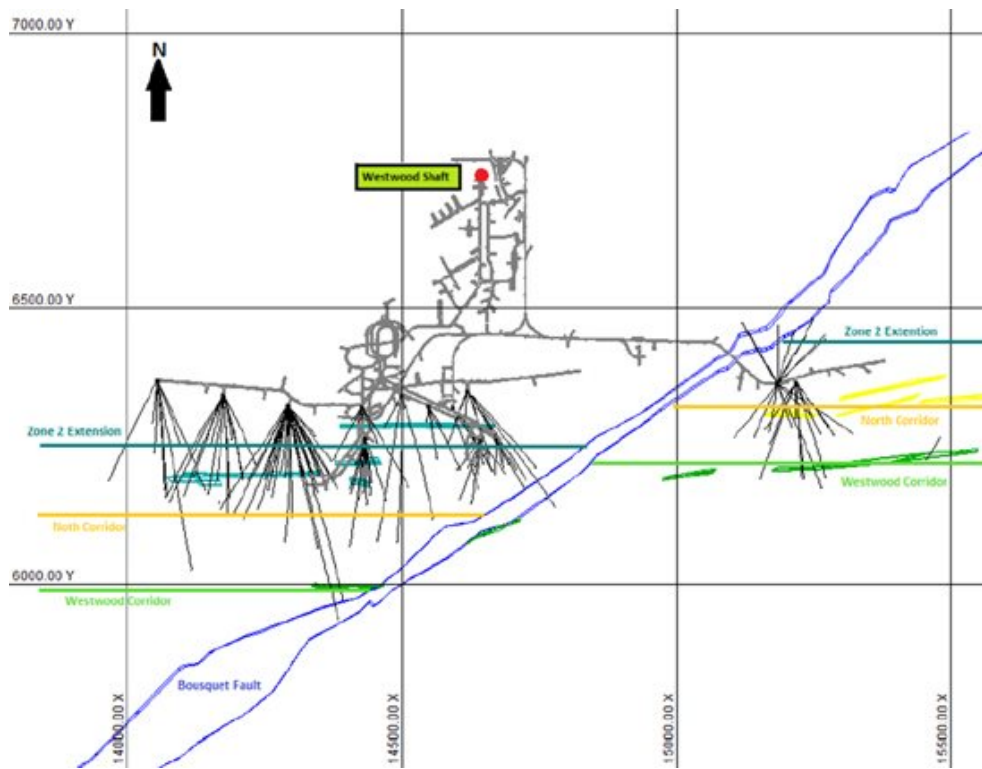 7000.00 Y
N
Westwood Shaft
6500.00 Y
Zone 2 Extention
North Corridor
Zone 2 Extension
Westwood Corridor
Noth Corridor
6000.00 Y
Westwood Corridor
Bousquet Fault
14000.00 X
14500.00 X
15000.00 X
15500.00 X